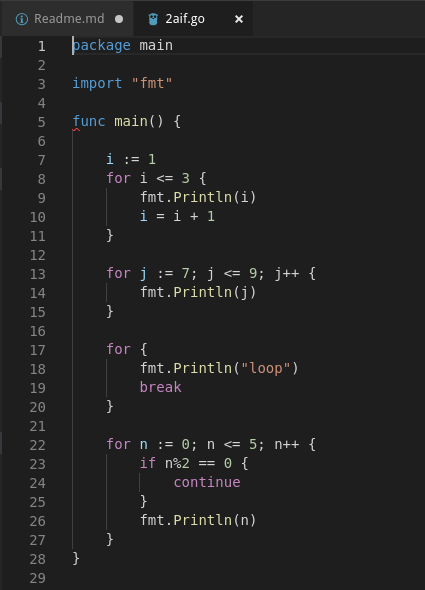 Readme.md
2aif.go
1 package main
2
3 import "fmt"
4
5 func main() {
6
7     i := 1
8     for i <= 3 {
9         fmt.Println(i)
10         i = i + 1
11     }
12
13     for j := 7; j <= 9; j++ {
14         fmt.Println(j)
15     }
16
17     for {
18         fmt.Println("loop")
19         break
20     }
21
22     for n := 0; n <= 5; n++ {
23         if n%2 == 0 {
24             continue
25         }
26         fmt.Println(n)
27     }
28 }
29